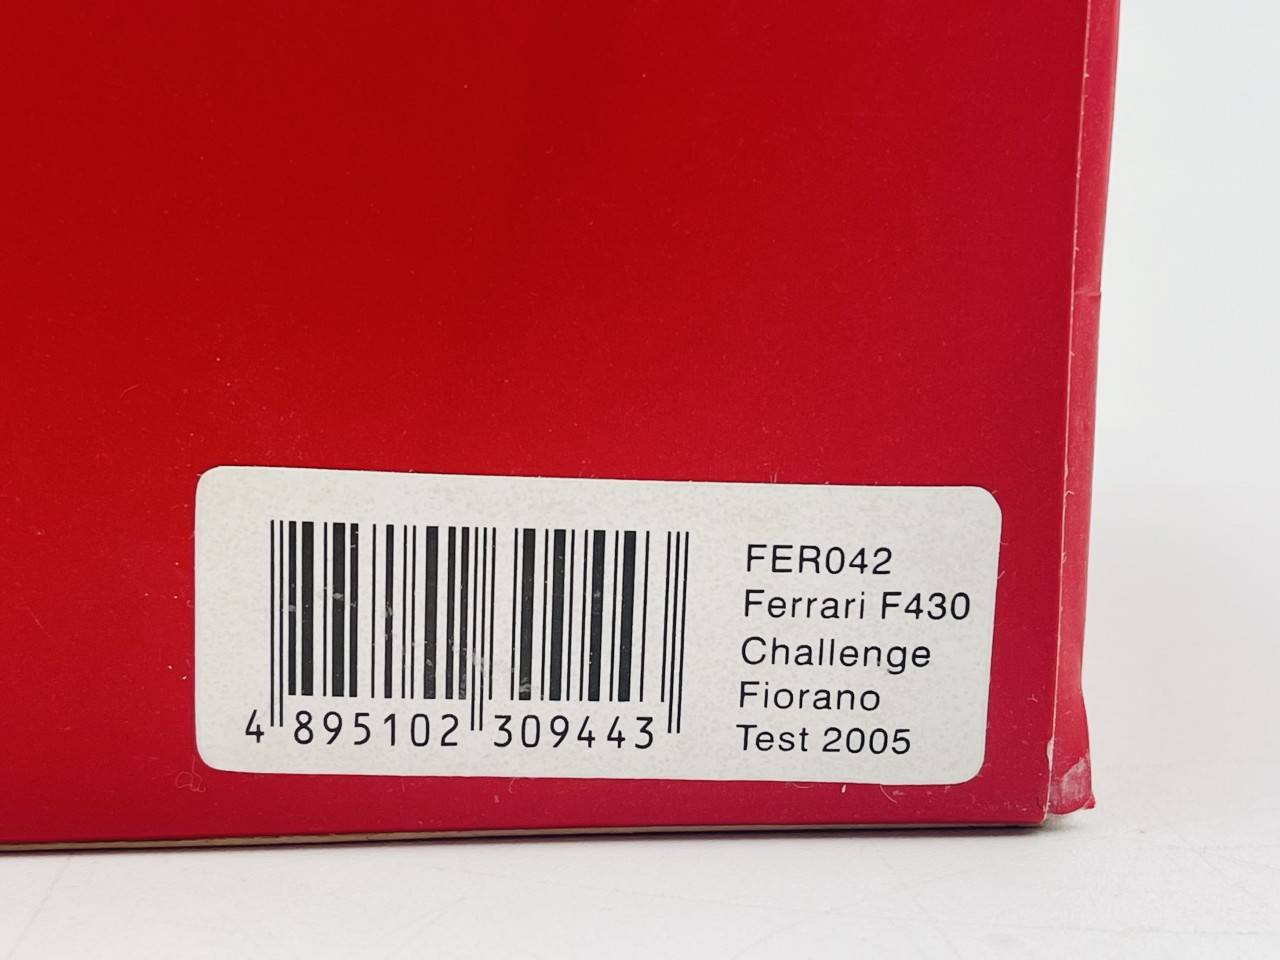 FER042
Ferrari F430
Challenge
Fiorano
Test 2005
4 895102 309443